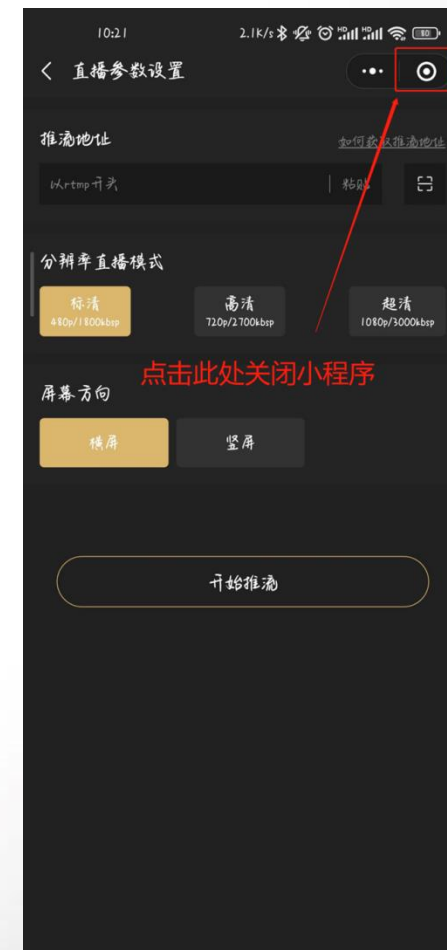 10:21 2.1K/s HD HD 80
直播参数设置
推流地址 如何获取推流地址
以rtmp开头 粘贴
分辨率直播模式
标清 高清 超清
480p/1800kbsp 720p/2700kbsp 1080p/3000kbsp
点击此处关闭小程序
屏幕方向
横屏 竖屏
开始推流